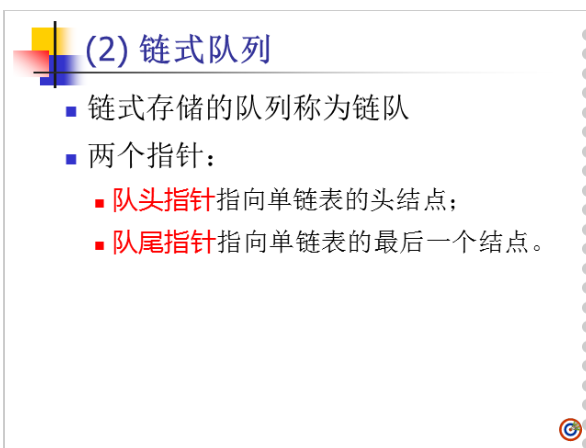 (2) 链式队列
链式存储的队列称为链队
两个指针：
队头指针指向单链表的头结点；
队尾指针指向单链表的最后一个结点。